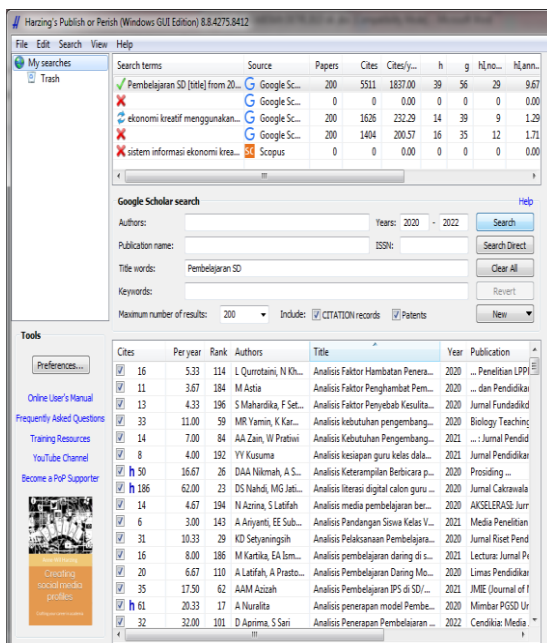 Harzing's Publish or Perish (Windows GUI Edition) 8.8.4275.8412
File Edit Search View Help
My searches
Trash
Search terms Source Papers Cites Cites/y... h g hI,no... hI,ann...
Pembelajaran SD [title] from 20... Google Sc... 200 5511 1837.00 39 56 29 9.67
Google Sc... 0 0 0.00 0 0 0 0.00
ekonomi kreatif menggunakan... Google Sc... 200 1626 232.29 14 39 9 1.29
Google Sc... 200 1404 200.57 16 35 12 1.71
sistem informasi ekonomi krea... SC Scopus 0 0 0.00 0 0 0 0.00
Google Scholar search Help
Authors: Years: 2020 - 2022 Search
Publication name: ISSN: Search Direct
Title words: Pembelajaran SD Clear All
Keywords: Revert
Maximum number of results: 200 Include: CITATION records Patents New
Tools
Preferences...
Online User's Manual
Frequently Asked Questions
Training Resources
YouTube Channel
Become a PoP Supporter
Creating
social media
profiles
Cites Per year Rank Authors Title Year Publication
16 5.33 114 L Qurrotaini, N Kh... Analisis Faktor Hambatan Penera... 2020 ... Penelitian LPPM
11 3.67 184 M Astia Analisis Faktor Penghambat Pem... 2020 ... dan Pendidikan
13 4.33 196 S Mahardika, F Set... Analisis Faktor Penyebab Kesulita... 2020 Jurnal Fundadikd
33 11.00 59 MR Yamin, K Kar... Analisis kebutuhan pengembang... 2020 Biology Teaching
14 7.00 84 AA Zain, W Pratiwi Analisis Kebutuhan Pengembang... 2021 ... : Jurnal Pendid
8 4.00 192 YY Kusuma Analisis kesiapan guru kelas dala... 2021 Jurnal Pendidikan
h 50 16.67 26 DAA Nikmah, A S... Analisis Keterampilan Berbicara p... 2020 Prosiding ...
h 186 62.00 23 DS Nahdi, MG Jati... Analisis literasi digital calon guru ... 2020 Jurnal Cakrawala
14 4.67 194 N Azrina, S Latifah Analisis media pembelajaran ber... 2020 AKSELERASI: Jurn
6 3.00 143 A Ariyanti, EE Sub... Analisis Pandangan Siswa Kelas V... 2021 Media Penelitian
31 10.33 29 KD Setyaningsih Analisis Pelaksanaan Pembelajara... 2020 Jurnal Riset Pend
16 8.00 186 M Kartika, EA Ism... Analisis pembelajaran daring di s... 2021 Lectura: Jurnal Pe
20 6.67 110 A Latifah, A Prasto... Analisis Pembelajaran Daring Mo... 2020 Limas Pendidikan
35 17.50 62 AAM Azizah Analisis pembelajaran IPS di SD/... 2021 JMIE (Journal of M
h 61 20.33 17 A Nuralita Analisis penerapan model Pembe... 2020 Mimbar PGSD Un
32 32.00 101 D Aprima, S Sari Analisis penerapan pembelajaran... 2022 Cendikia: Media .